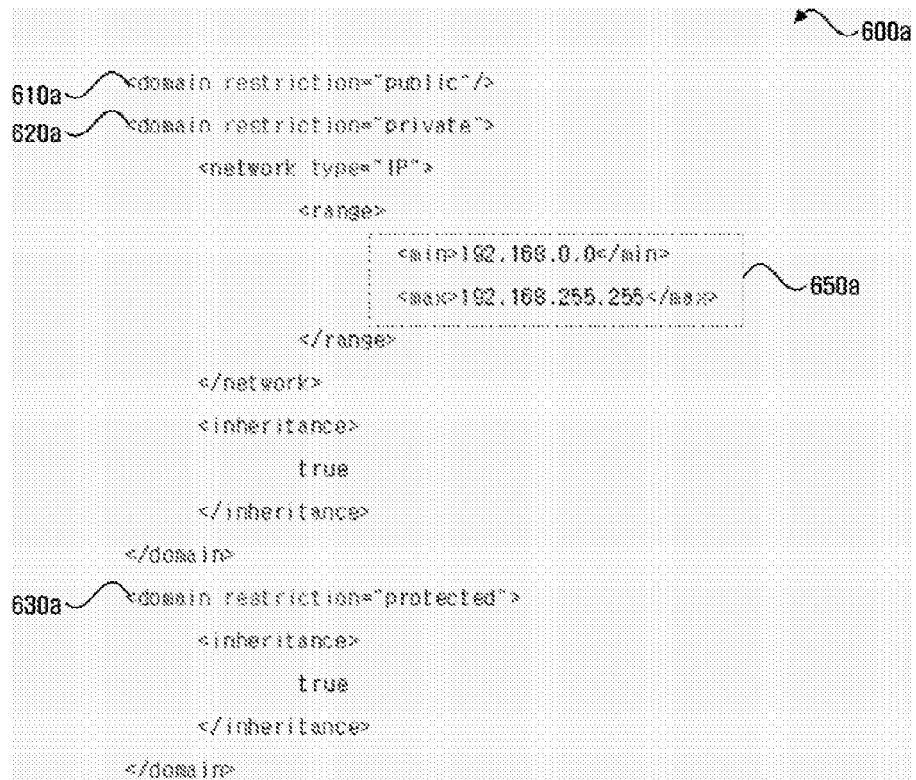 600a
610a <domain restriction="public"/>
620a <domain restriction="private">
<network type="IP">
<range>
<min>192.168.0.0</min>
<max>192.168.255.255</max>
650a
</range>
</network>
<inheritance>
true
</inheritance>
</domain>
630a <domain restriction="protected">
<inheritance>
true
</inheritance>
</domain>